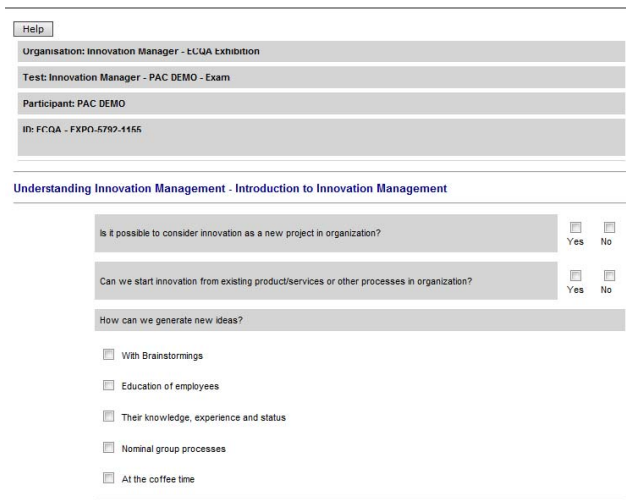 Help
Organisation: Innovation Manager - ECQA Exhibition
Test: Innovation Manager - PAC DEMO - Exam
Participant: PAC DEMO
ID: ECQA - EXPO-5792-1155
Understanding Innovation Management - Introduction to Innovation Management
Is it possible to consider innovation as a new project in organization?
Yes No
Can we start innovation from existing product/services or other processes in organization?
Yes No
How can we generate new ideas?
With Brainstormings
Education of employees
Their knowledge, experience and status
Nominal group processes
At the coffee time